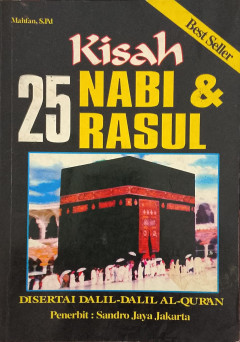 Mahfan, S.Pd
Best Seller
Kisah
25 NABI &
RASUL
DISERTAI DALIL-DALIL AL-QUR'AN
Penerbit : Sandro Jaya Jakarta